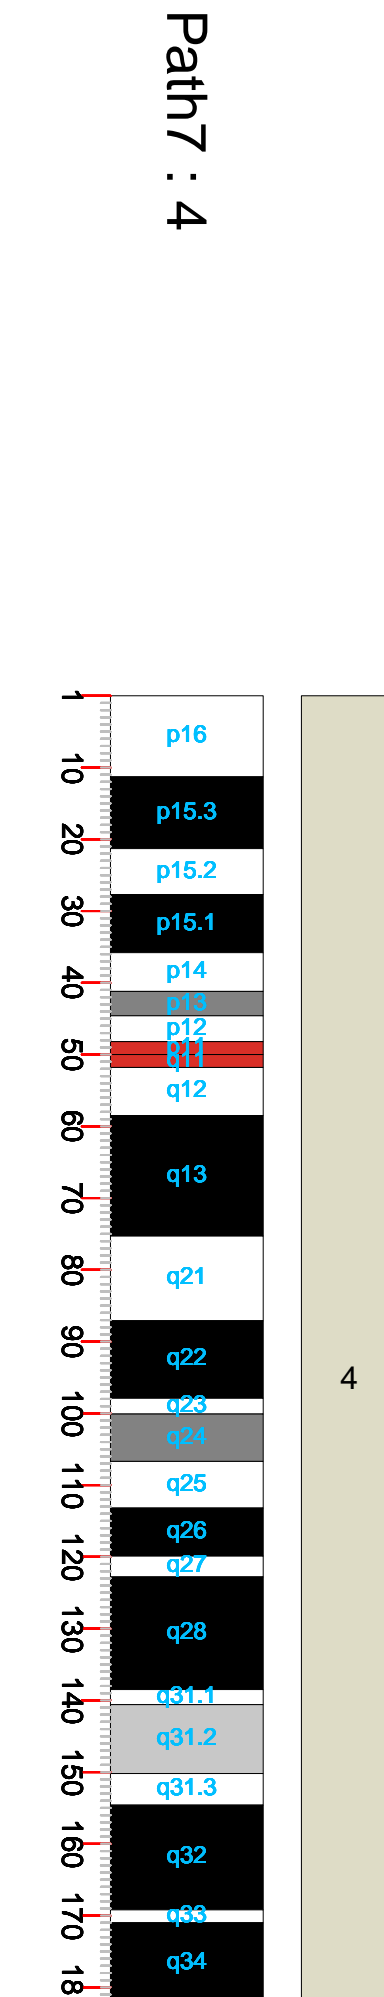 Path7 : 4
1
p16
10
p15.3
20
p15.2
30
p15.1
p14
40
p13
p12
p11
50
q11
q12
60
q13
70
80
q21
90
q22
q23
100
q24
110
q25
q26
120
q27
130
q28
q31.1
140
q31.2
150
q31.3
160
q32
170
q33
q34
18
4